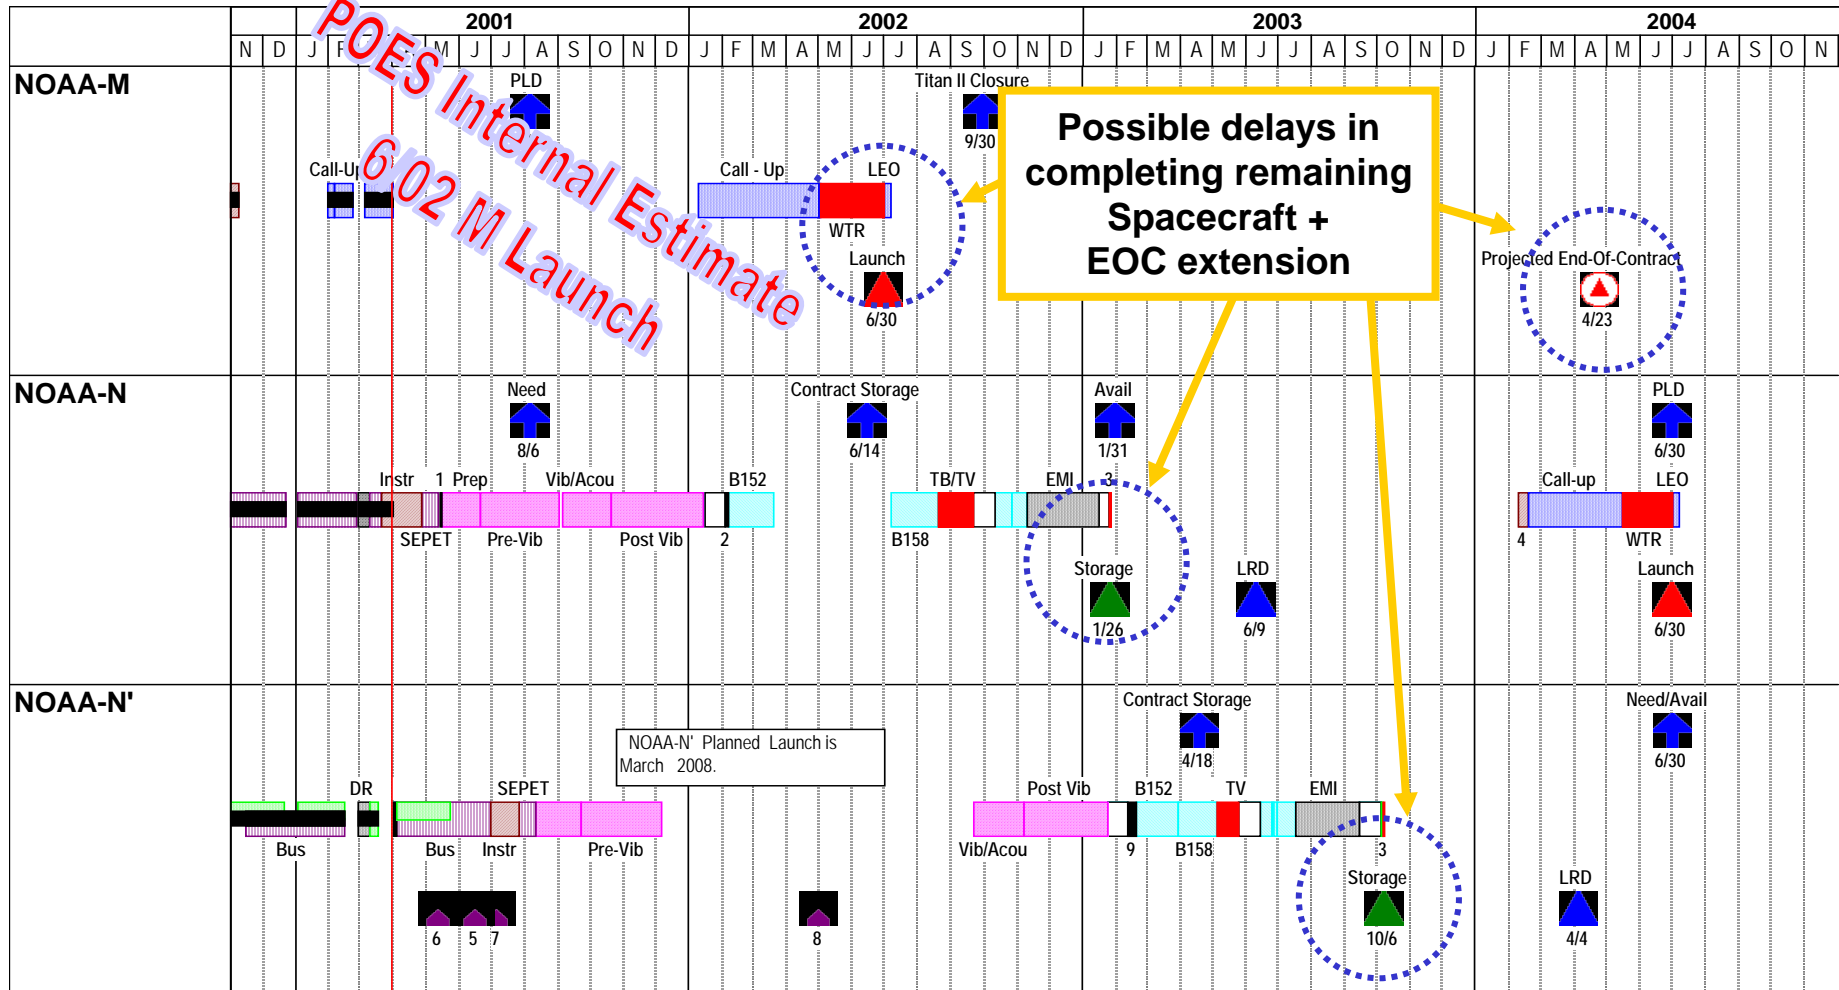 2001 2002 2003 2004
N D J F M A M J J A S O N D J F M A M J J A S O N D J F M A M J J A S O N D J F M A M J J A S O N
NOAA-M
PLD
Titan II Closure
9/30
Call-Up
Call - Up
LEO
WTR
Launch
6/30
POES Internal Estimate
6/02 M Launch
Possible delays in
completing remaining
Spacecraft +
EOC extension
Projected End-Of-Contract
4/23
NOAA-N
Need
8/6
Contract Storage
6/14
Avail
1/31
PLD
6/30
Instr 1 Prep Vib/Acou B152 TB/TV EMI 3 Call-up LEO
SEPET Pre-Vib Post Vib 2 B158 4 WTR
Storage
1/26
LRD
6/9
Launch
6/30
NOAA-N'
Contract Storage
4/18
Need/Avail
6/30
NOAA-N' Planned Launch is
March 2008.
DR SEPET Post Vib B152 TV EMI
Bus Bus Instr Pre-Vib Vib/Acou 9 B158 3
Storage
10/6
LRD
4/4
6 5 7 8